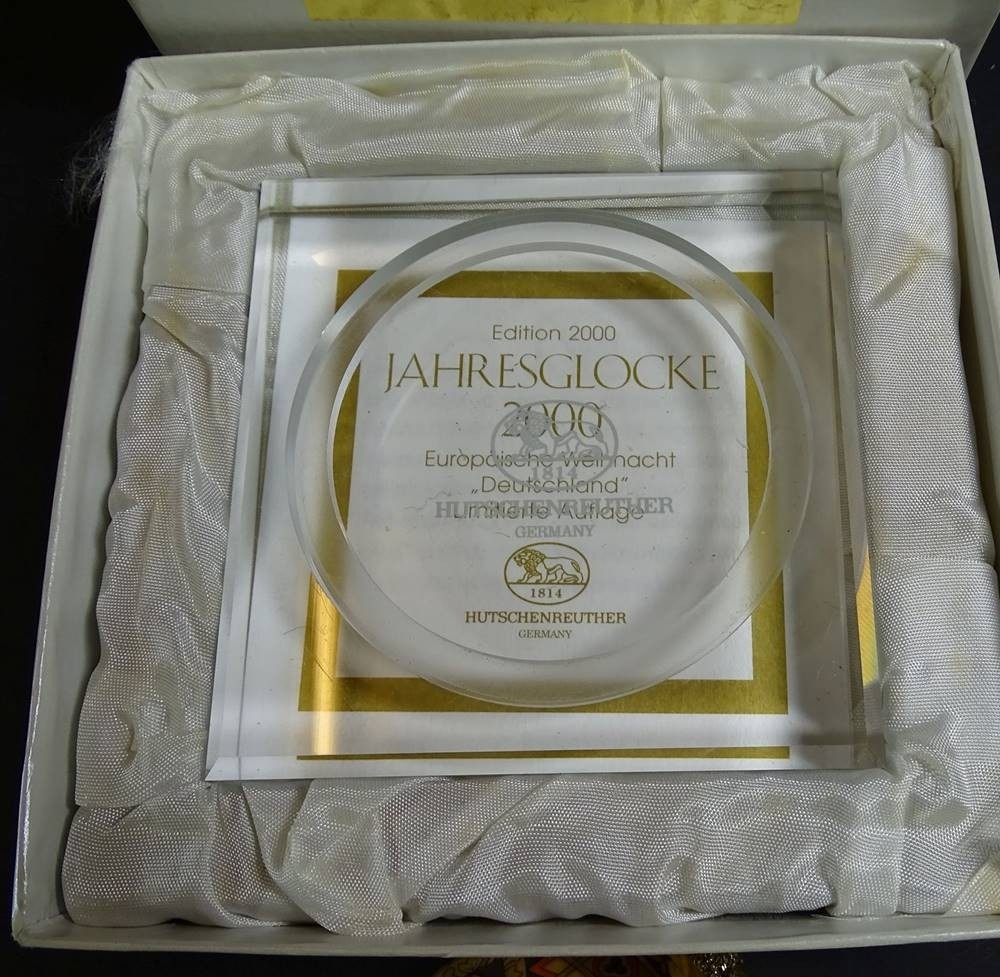 Edition 2000
JAHRESGLOCKE
2000
Europäische Weihnacht
„Deutschland“
Limitierte Auflage
1814
HUTSCHENREUTHER
GERMANY
1814
HUTSCHENREUTHER
GERMANY